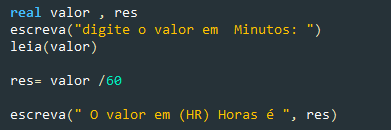 real valor , res
escreva("digite o valor em  Minutos: ")
leia(valor)
res= valor /60
escreva(" O valor em (HR) Horas é ", res)